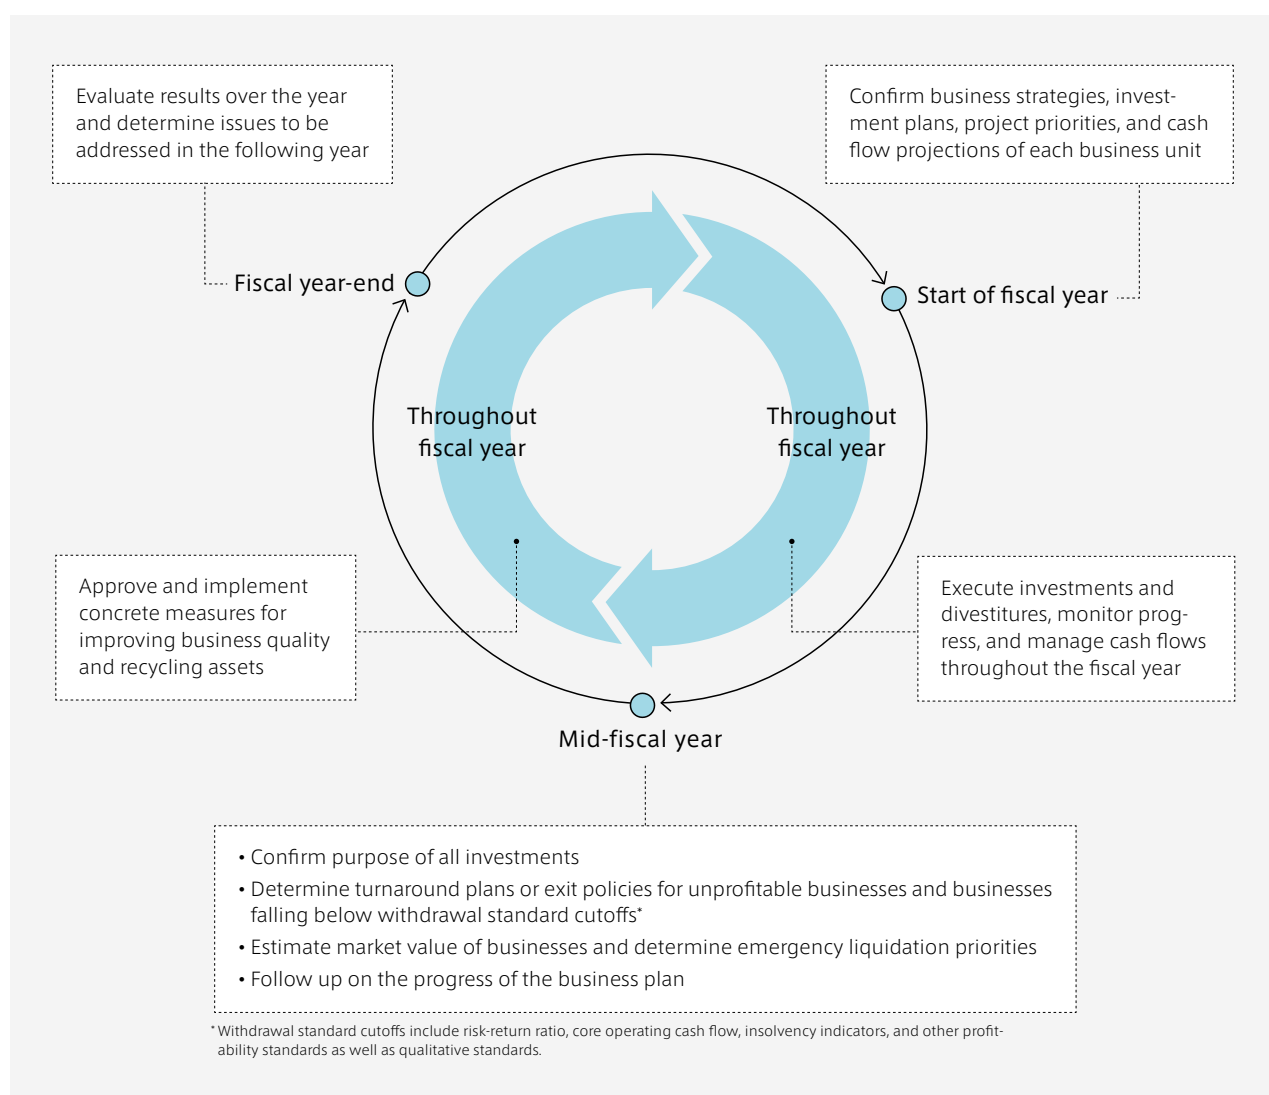 Evaluate results over the year
and determine issues to be
addressed in the following year
Confirm business strategies, invest-
ment plans, project priorities, and cash
flow projections of each business unit
Fiscal year-end
Start of fiscal year
Throughout
fiscal year
Throughout
fiscal year
Approve and implement
concrete measures for
improving business quality
and recycling assets
Execute investments and
divestitures, monitor prog-
ress, and manage cash flows
throughout the fiscal year
Mid-fiscal year
• Confirm purpose of all investments
• Determine turnaround plans or exit policies for unprofitable businesses and businesses
falling below withdrawal standard cutoffs*
• Estimate market value of businesses and determine emergency liquidation priorities
• Follow up on the progress of the business plan
* Withdrawal standard cutoffs include risk-return ratio, core operating cash flow, insolvency indicators, and other profit-
ability standards as well as qualitative standards.